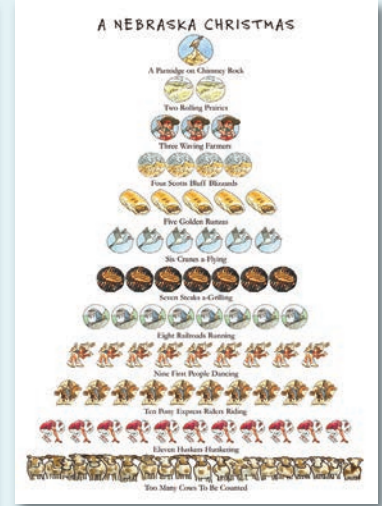 A NEBRASKA CHRISTMAS
A Partridge on Chimney Rock
Two Rolling Prairies
Three Waving Farmers
Four Scotts Bluff Blizzards
Five Golden Runzas
Six Cranes a-Flying
Seven Steaks a-Grilling
Eight Railroads Running
Nine First People Dancing
Ten Pony Express Riders Riding
Eleven Huskers Hunkering
Too Many Cows To Be Counted